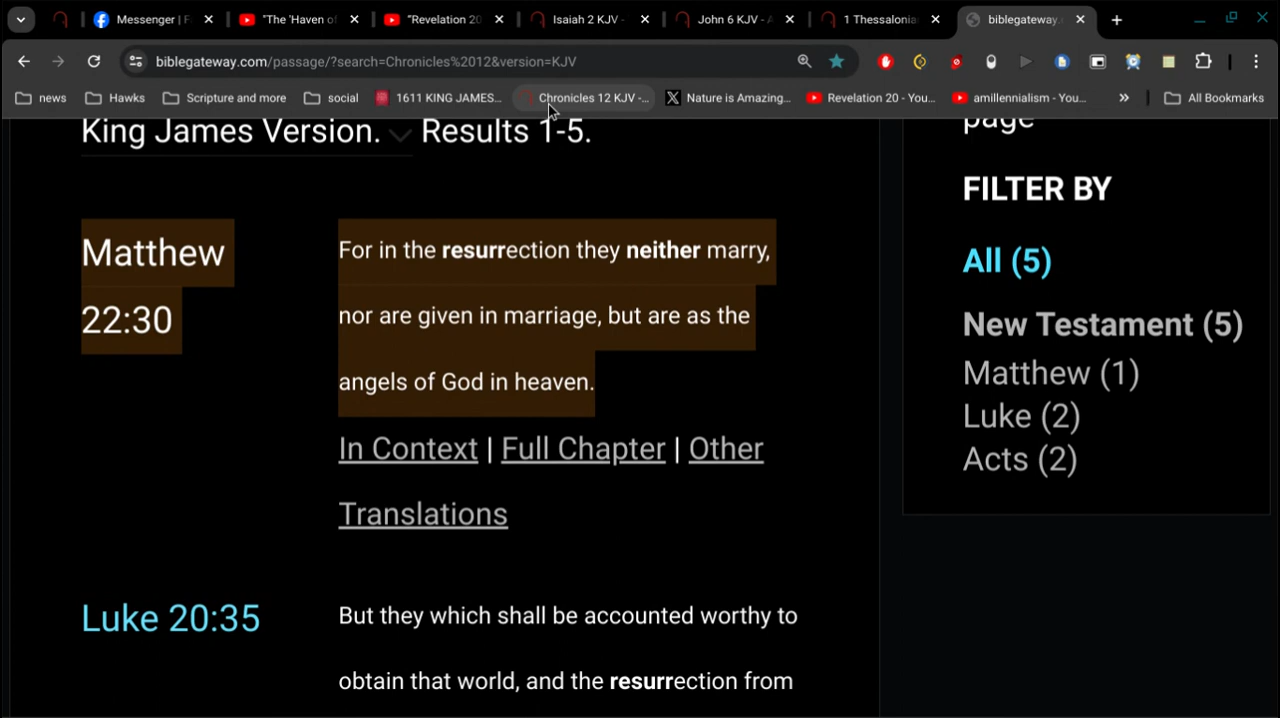 Messenger | F
"The 'Haven of
"Revelation 20
Isaiah 2 KJV -
John 6 KJV - A
1 Thessalonia
biblegateway.
biblegateway.com/passage/?search=Chronicles%2012&version=KJV
news
Hawks
Scripture and more
social
1611 KING JAMES...
Chronicles 12 KJV -...
Nature is Amazing...
Revelation 20 - You...
amillennialism - You...
»
All Bookmarks
King James Version. Results 1-5.
Matthew
22:30
For in the resurrection they neither marry,
nor are given in marriage, but are as the
angels of God in heaven.
In Context | Full Chapter | Other
Translations
Luke 20:35
But they which shall be accounted worthy to
obtain that world, and the resurrection from
page
FILTER BY
All (5)
New Testament (5)
Matthew (1)
Luke (2)
Acts (2)